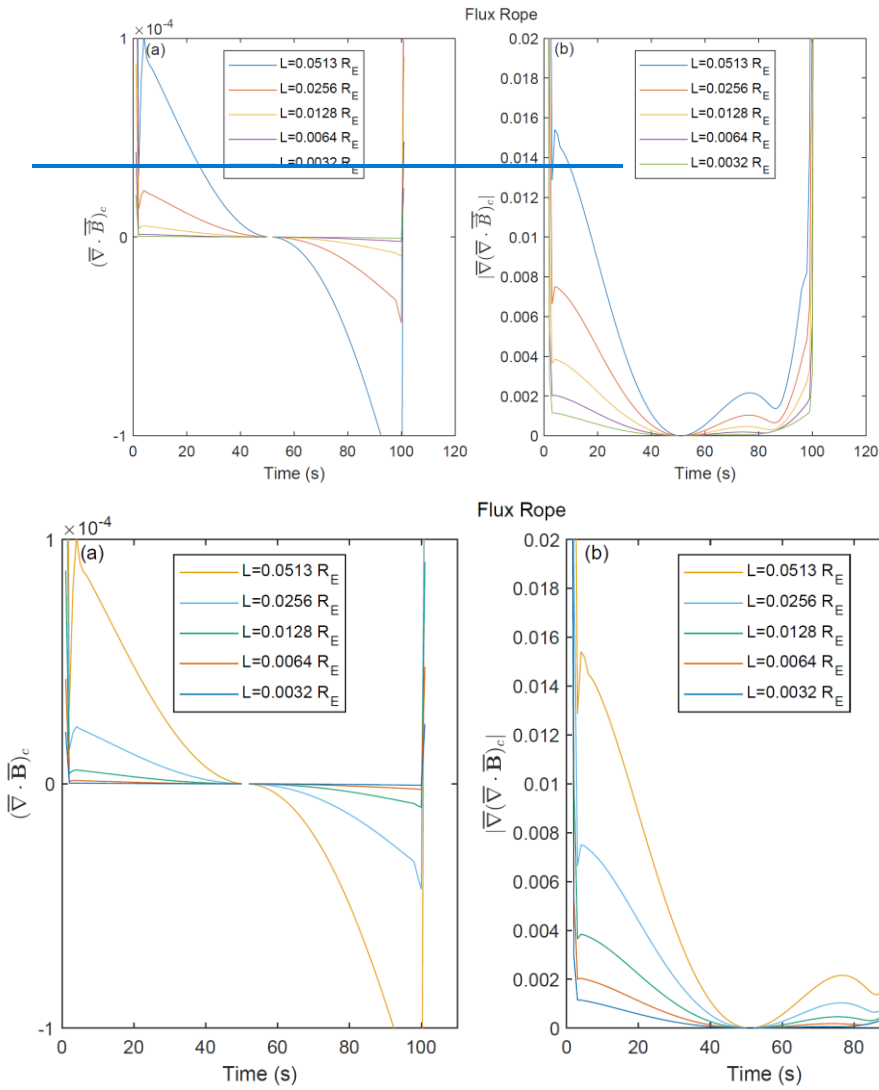 Flux Rope
×10⁻⁴
(a)
L=0.0513 R_E
L=0.0256 R_E
L=0.0128 R_E
L=0.0064 R_E
L=0.0032 R_E
1
0
-1
(∇̅ · B̅)_c
0 20 40 60 80 100 120
Time (s)
(b)
L=0.0513 R_E
L=0.0256 R_E
L=0.0128 R_E
L=0.0064 R_E
L=0.0032 R_E
0.02
0.018
0.016
0.014
0.012
0.01
0.008
0.006
0.004
0.002
0
|∇̅(∇̅ · B̅)_c|
0 20 40 60 80 100 120
Time (s)
Flux Rope
×10⁻⁴
(a)
L=0.0513 R_E
L=0.0256 R_E
L=0.0128 R_E
L=0.0064 R_E
L=0.0032 R_E
1
0
-1
(∇̅ · B̅)_c
0 20 40 60 80 100
Time (s)
(b)
L=0.0513 R_E
L=0.0256 R_E
L=0.0128 R_E
L=0.0064 R_E
L=0.0032 R_E
0.02
0.018
0.016
0.014
0.012
0.01
0.008
0.006
0.004
0.002
0
|∇̅(∇̅ · B̅)_c|
0 20 40 60 80
Time (s)